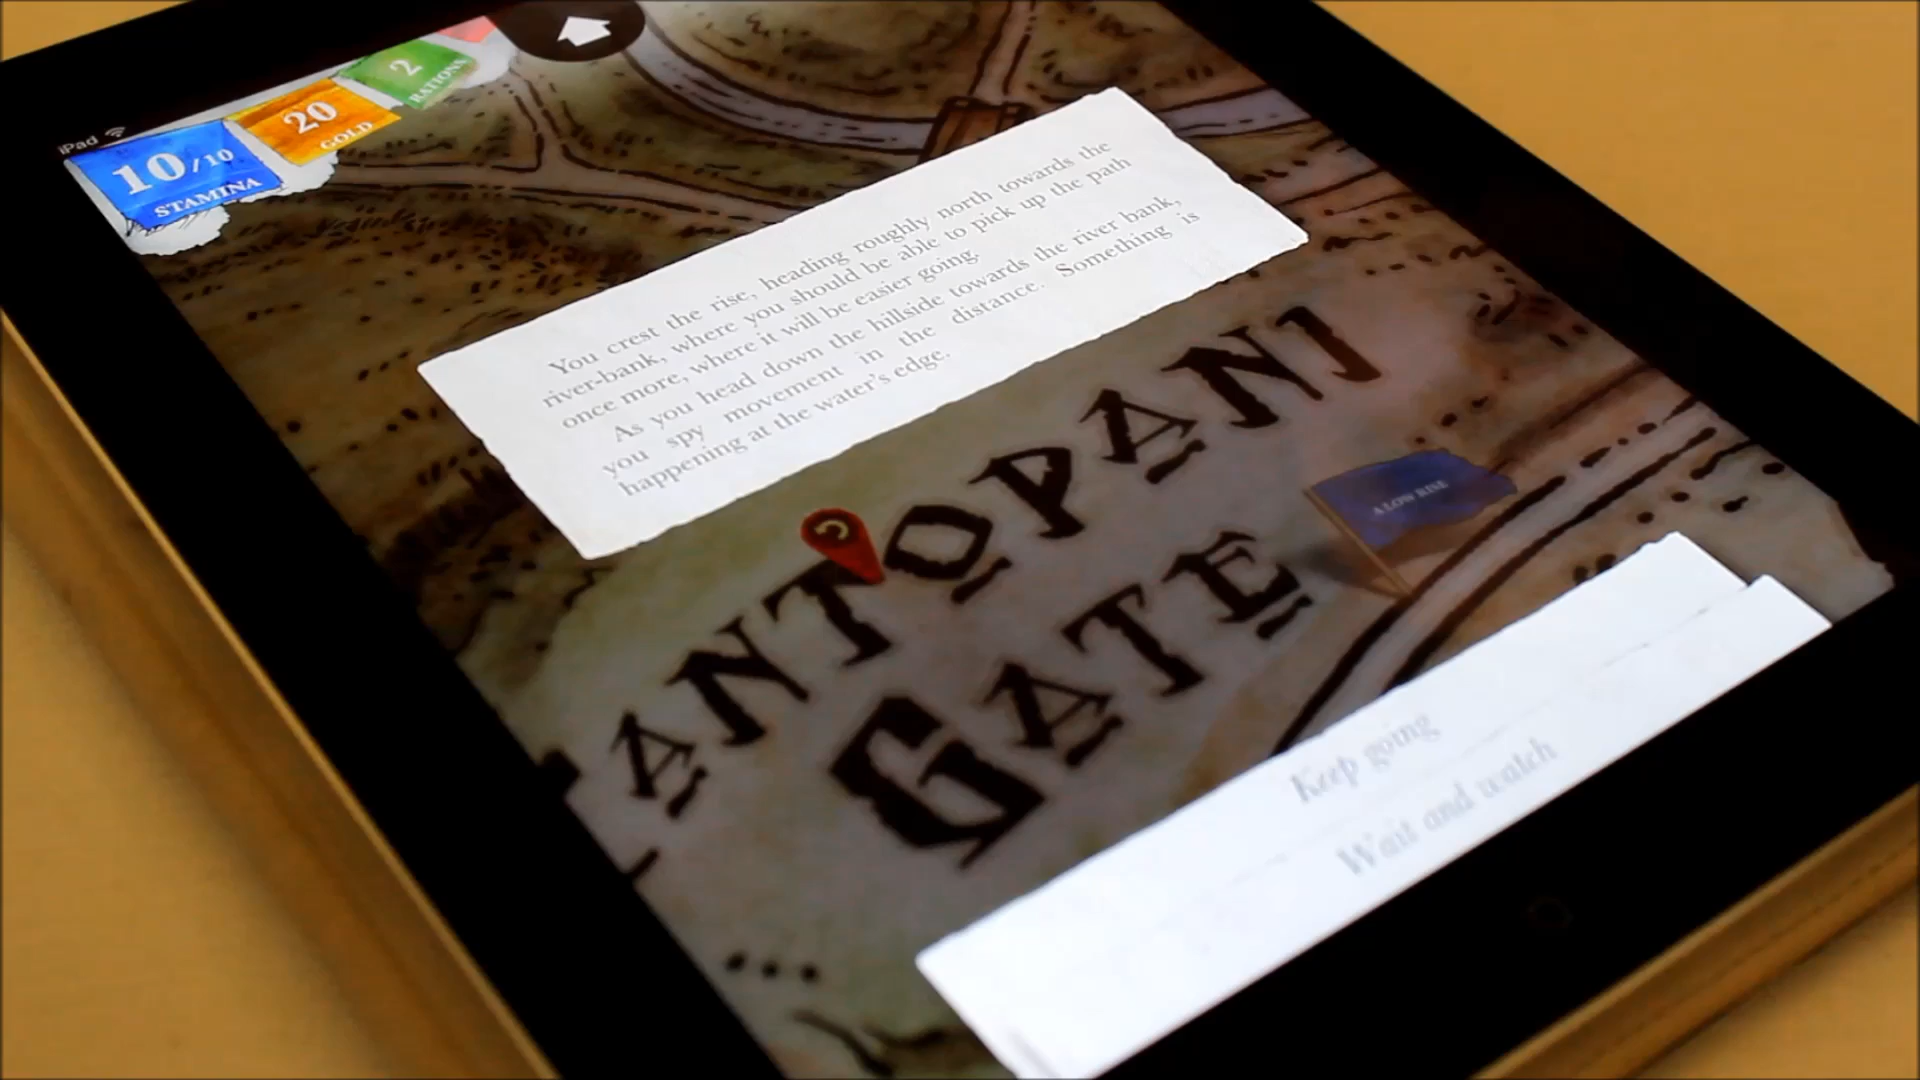 iPad
10/10
STAMINA
20
GOLD
2
RATIONS
You crest the rise, heading roughly north towards the
river-bank, where you should be able to pick up the path
once more, where it will be easier going.
As you head down the hillside towards the river bank,
you spy movement in the distance. Something is
happening at the water's edge.
ANTOPANI
GATE
A LOW RISE
Keep going
Wait and watch